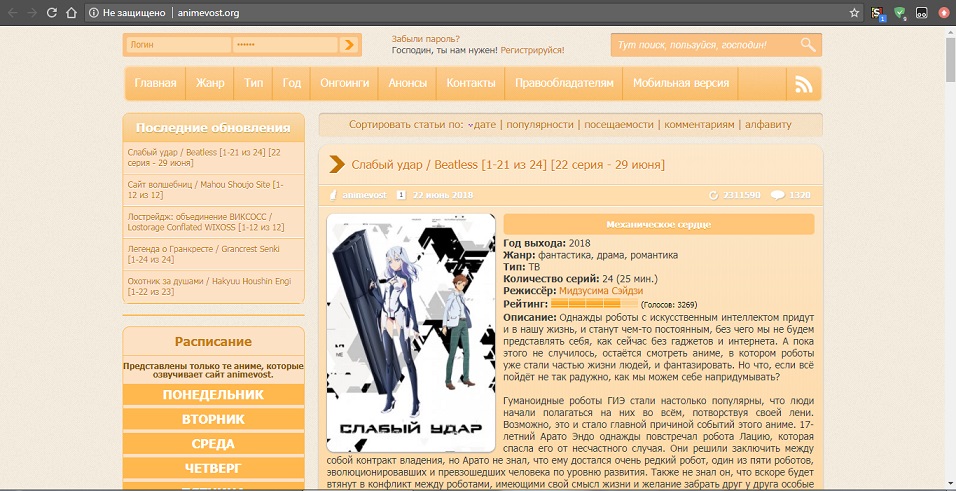 Не защищено | animevost.org
Логин
••••••
Забыли пароль?
Господин, ты нам нужен! Регистрируйся!
Тут поиск, пользуйся, господин!
Главная Жанр Тип Год Онгоинги Анонсы Контакты Правообладателям Мобильная версия
Последние обновления
Слабый удар / Beatless [1-21 из 24] [22
серия - 29 июня]
Сайт волшебниц / Mahou Shoujo Site [1-
12 из 12]
Лострейдж: объединение ВИКСОСС /
Lostorage Conflated WIXOSS [1-12 из 12]
Легенда о Гранкресте / Grancrest Senki
[1-24 из 24]
Охотник за душами / Hakyuu Houshin Engi
[1-22 из 23]
Расписание
Представлены только те аниме, которые
озвучивает сайт animevost.
ПОНЕДЕЛЬНИК
ВТОРНИК
СРЕДА
ЧЕТВЕРГ
ПЯТНИЦА
Сортировать статьи по: дате | популярности | посещаемости | комментариям | алфавиту
Слабый удар / Beatless [1-21 из 24] [22 серия - 29 июня]
animevost 1 22 июнь 2018 2311590 1320
СЛАБЫЙ УДАР
Механическое сердце
Год выхода: 2018
Жанр: фантастика, драма, романтика
Тип: ТВ
Количество серий: 24 (25 мин.)
Режиссёр: Мидзусима Сэйдзи
Рейтинг: (Голосов: 3269)
Описание: Однажды роботы с искусственным интеллектом придут
и в нашу жизнь, и станут чем-то постоянным, без чего мы не будем
представлять себя, как сейчас без гаджетов и интернета. А пока
этого не случилось, остаётся смотреть аниме, в котором роботы
уже стали частью жизни людей, и фантазировать. Но что, если всё
пойдёт не так радужно, как мы можем себе напридумывать?
Гуманоидные роботы ГИЭ стали настолько популярны, что люди
начали полагаться на них во всём, потворствуя своей лени.
Возможно, это и стало главной причиной событий этого аниме. 17-
летний Арато Эндо однажды повстречал робота Лацию, которая
спасла его от несчастного случая. Они решили заключить между
собой контракт владения, но Арато не знал, что ему достался очень редкий робот, один из пяти роботов,
эволюционировавших и превзошедших человека по уровню развития. Также не знал он, что вскоре будет
втянут в конфликт между роботами, имеющими свой смысл жизни и желание забрать друг у друга особые